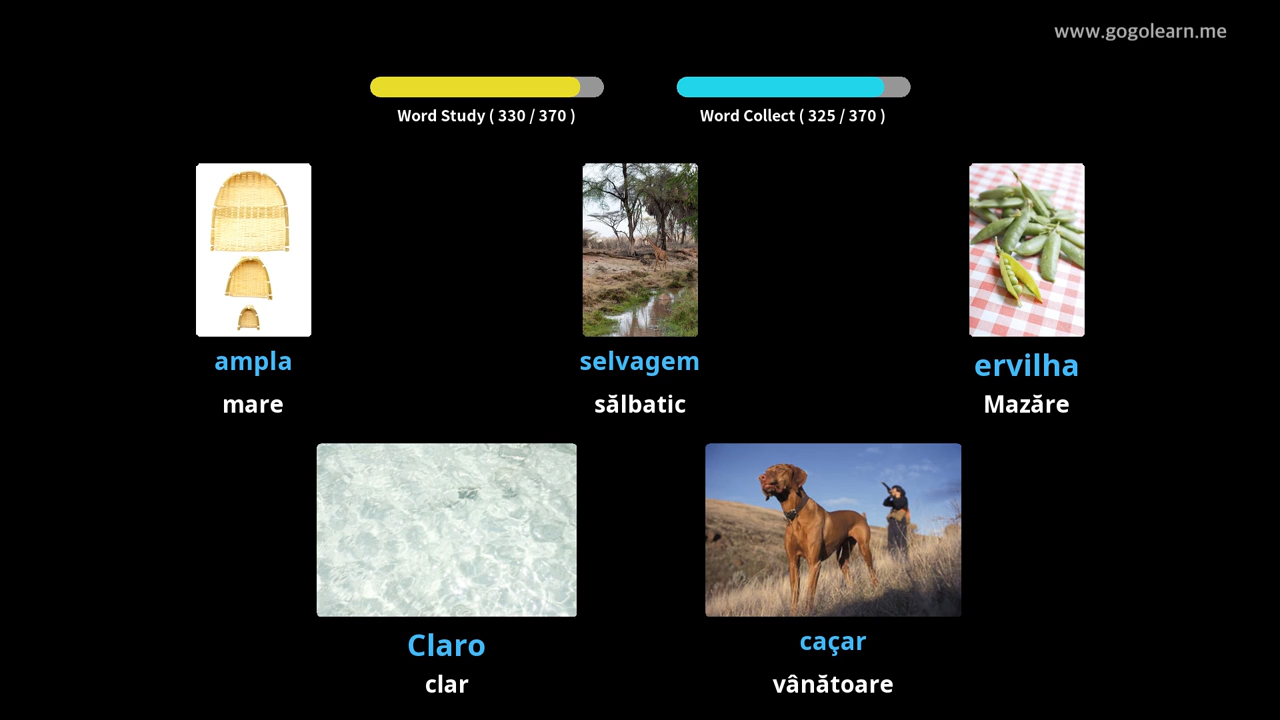 www.gogolearn.me
Word Study ( 330 / 370 )
Word Collect ( 325 / 370 )
ampla
mare
selvagem
sălbatic
ervilha
Mazăre
Claro
clar
caçar
vânătoare